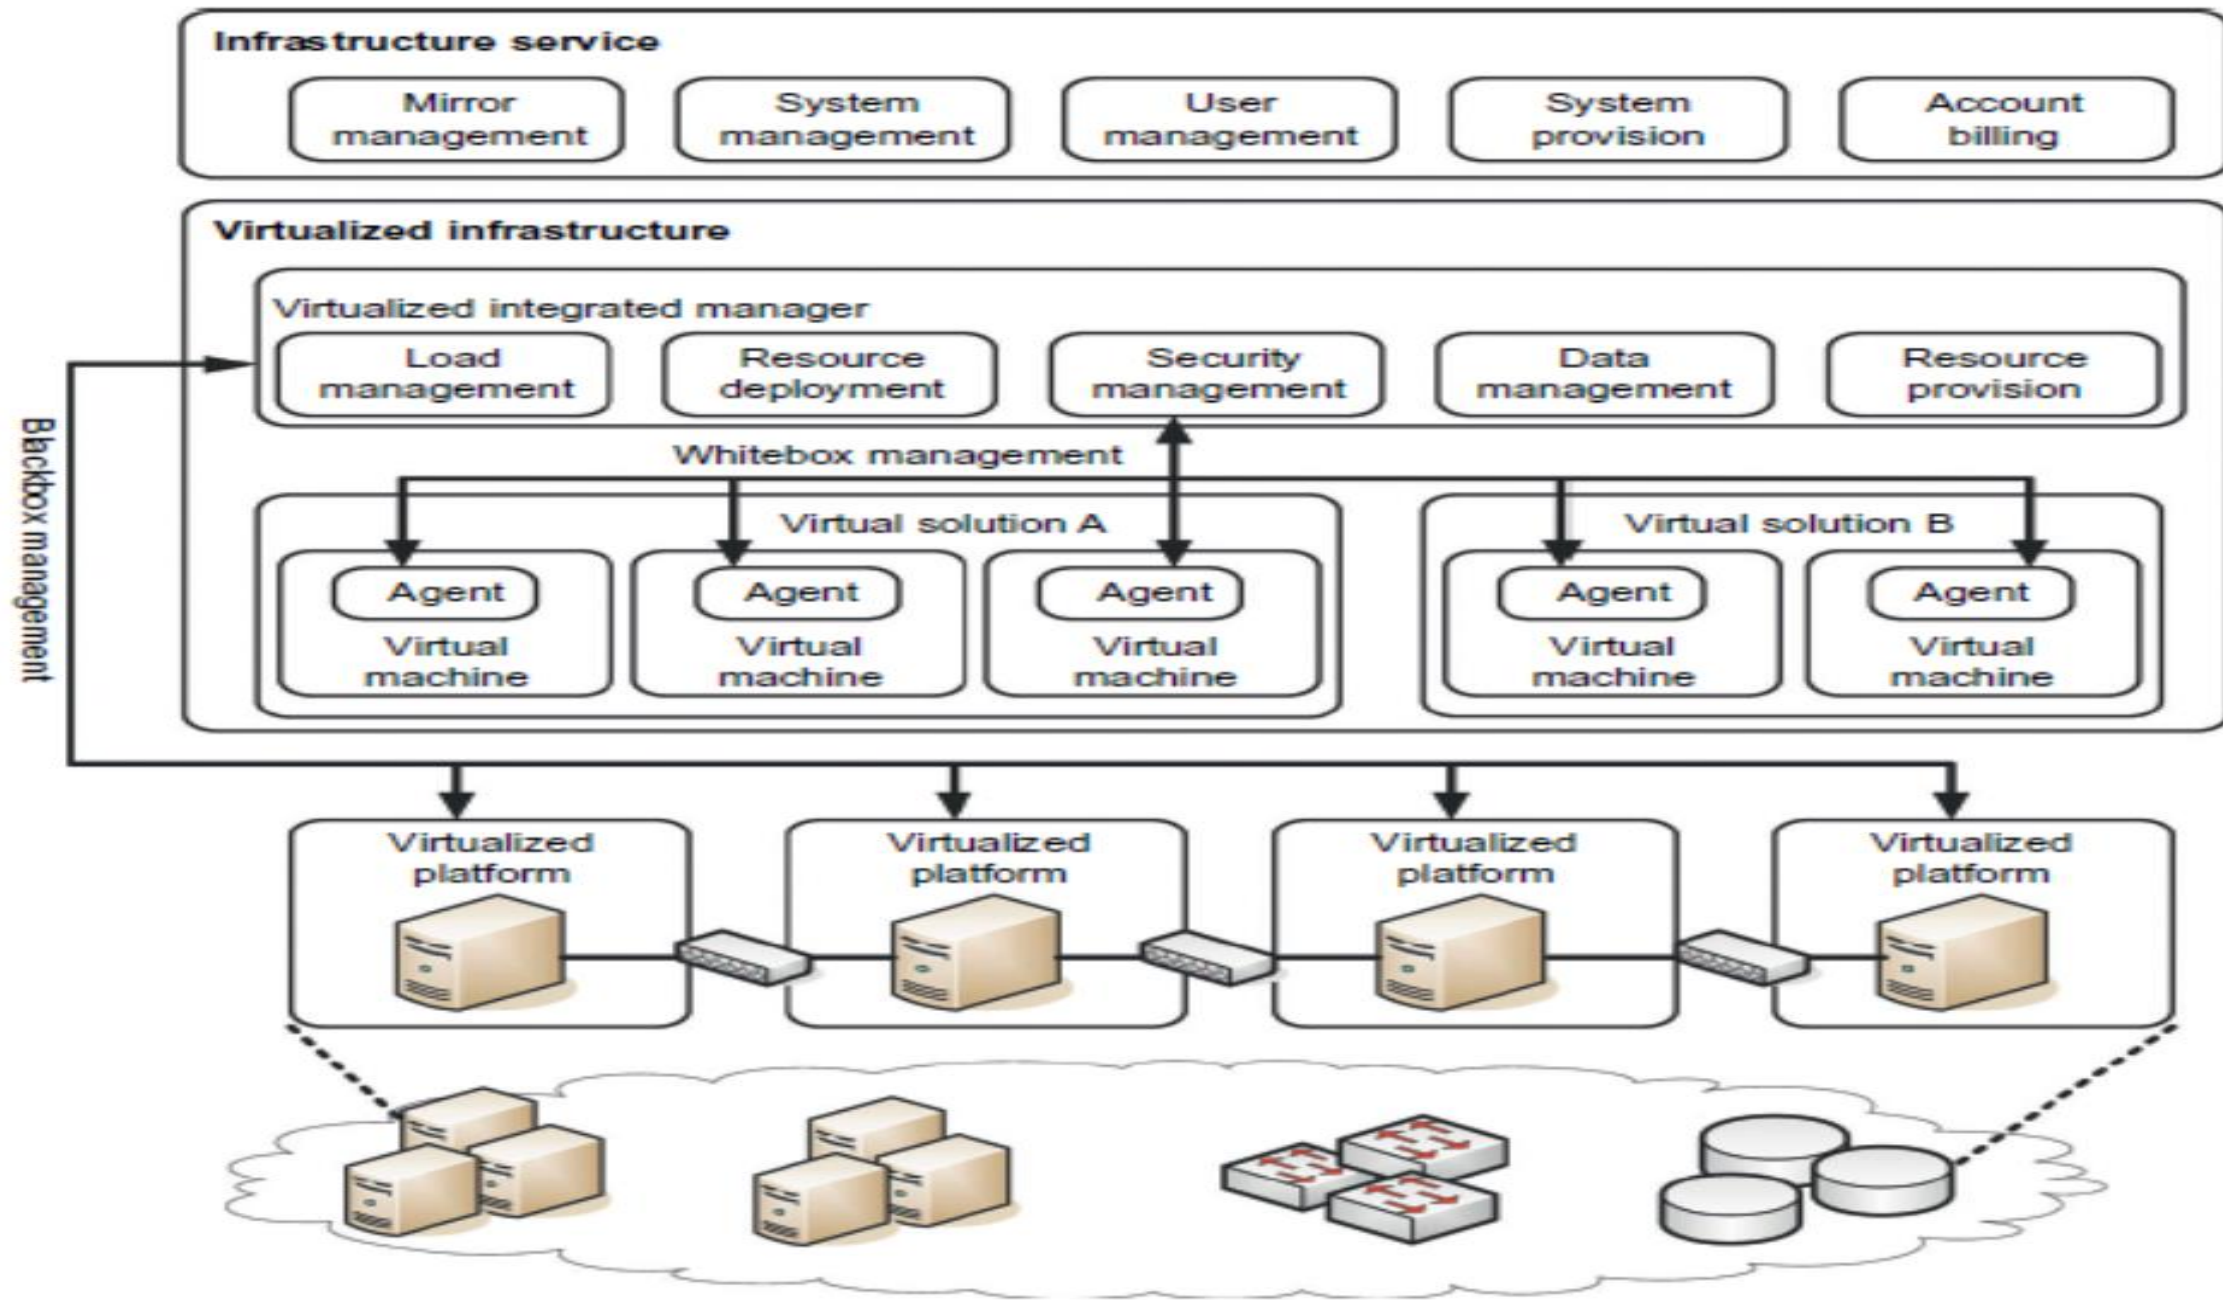 Infrastructure service
Mirror
management
System
management
User
management
System
provision
Account
billing
Virtualized infrastructure
Virtualized integrated manager
Load
management
Resource
deployment
Security
management
Data
management
Resource
provision
Whitebox management
Blackbox management
Virtual solution A
Agent
Virtual
machine
Agent
Virtual
machine
Agent
Virtual
machine
Virtual solution B
Agent
Virtual
machine
Agent
Virtual
machine
Virtualized
platform
Virtualized
platform
Virtualized
platform
Virtualized
platform